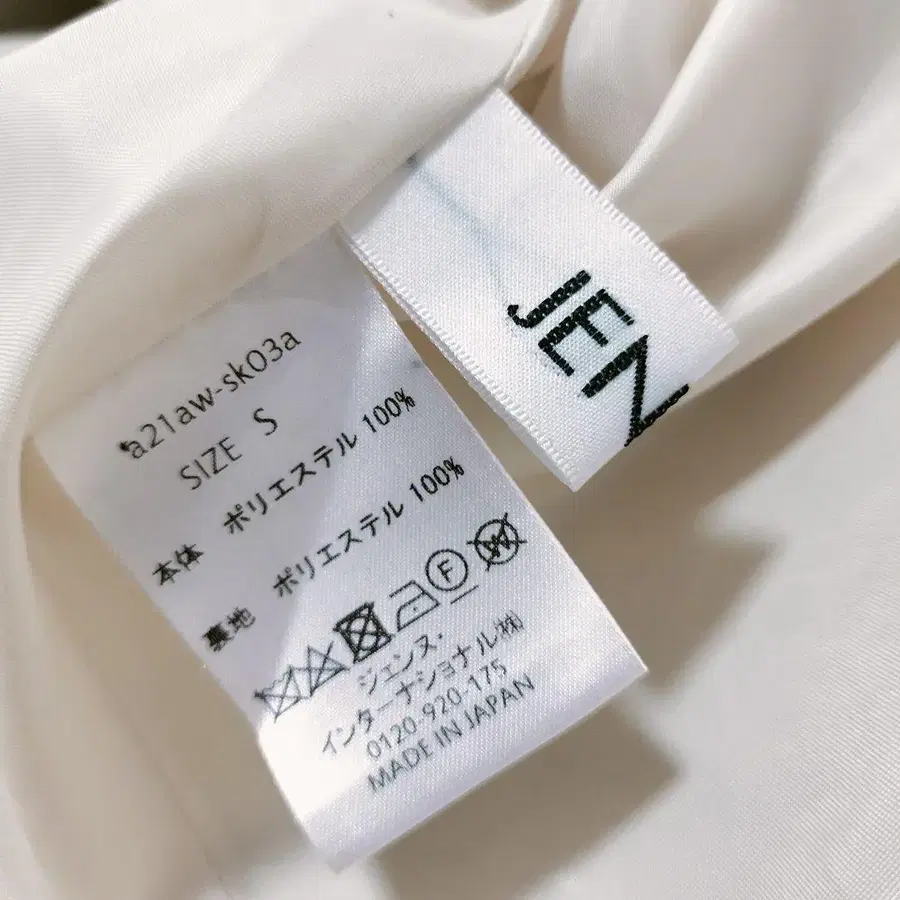 a21aw-sk03a
SIZE S
本体 ポリエステル 100%
裏地 ポリエステル 100%
F
ジェンヌ・
インターナショナル㈱
0120-920-175
MADE IN JAPAN
JEN